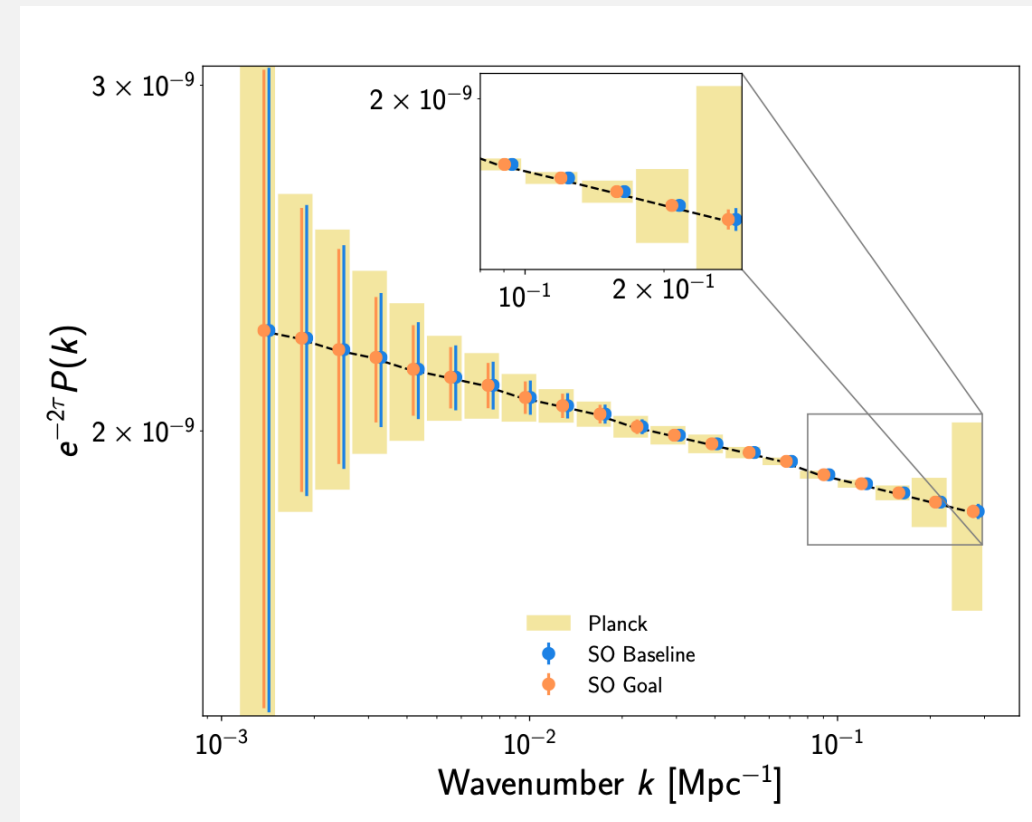 3 × 10⁻⁹
2 × 10⁻⁹
2 × 10⁻⁹
10⁻¹
2 × 10⁻¹
e⁻²τ P(k)
Planck
SO Baseline
SO Goal
10⁻³
10⁻²
10⁻¹
Wavenumber k [Mpc⁻¹]